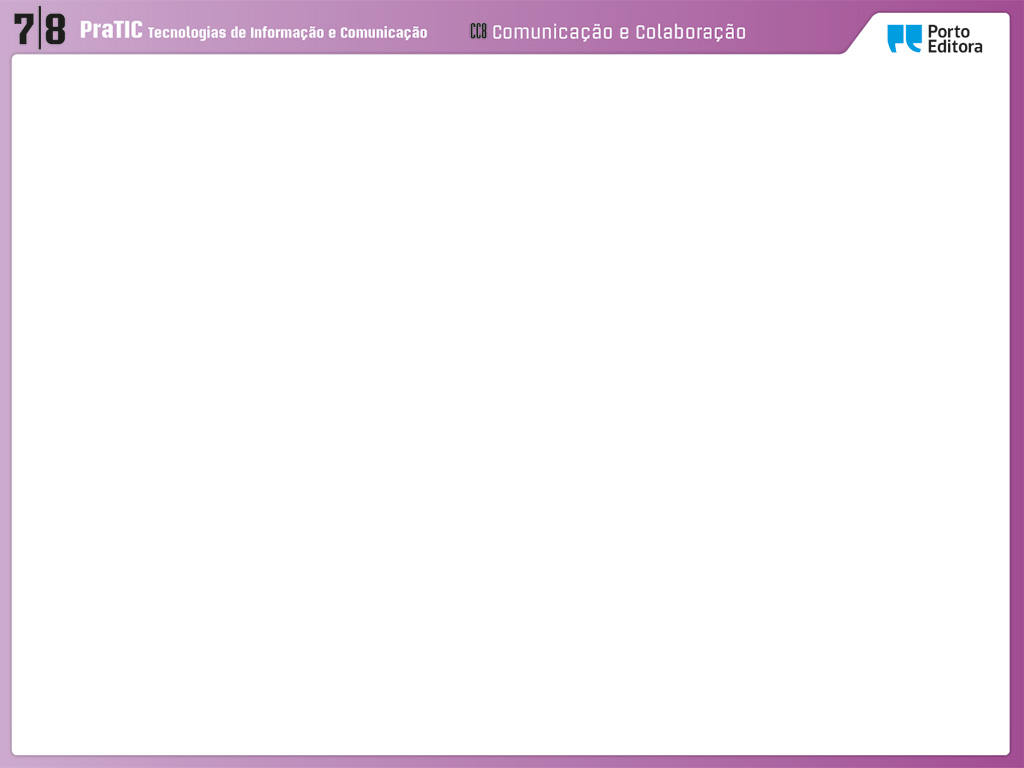 7|8 PraTIC Tecnologias de Informação e Comunicação CC8 Comunicação e Colaboração
Porto
Editora